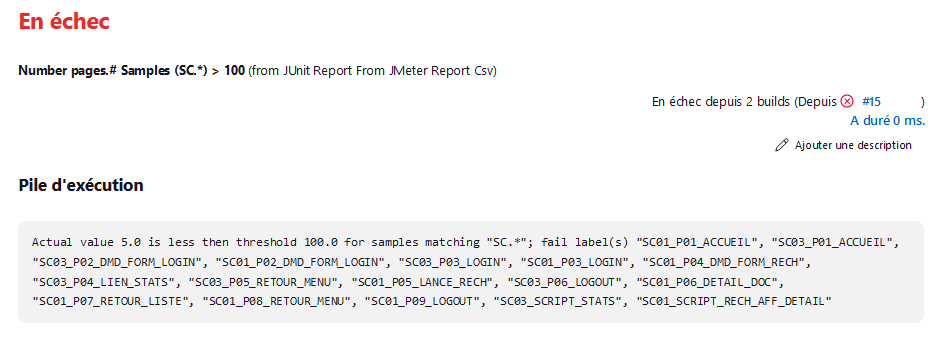 En échec
Number pages.# Samples (SC.*) > 100 (from JUnit Report From JMeter Report Csv)
En échec depuis 2 builds (Depuis #15 )
A duré 0 ms.
Ajouter une description
Pile d'exécution
Actual value 5.0 is less then threshold 100.0 for samples matching "SC.*"; fail label(s) "SC01_P01_ACCUEIL", "SC03_P01_ACCUEIL",
"SC03_P02_DMD_FORM_LOGIN", "SC01_P02_DMD_FORM_LOGIN", "SC03_P03_LOGIN", "SC01_P03_LOGIN", "SC01_P04_DMD_FORM_RECH",
"SC03_P04_LIEN_STATS", "SC03_P05_RETOUR_MENU", "SC01_P05_LANCE_RECH", "SC03_P06_LOGOUT", "SC01_P06_DETAIL_DOC",
"SC01_P07_RETOUR_LISTE", "SC01_P08_RETOUR_MENU", "SC01_P09_LOGOUT", "SC03_SCRIPT_STATS", "SC01_SCRIPT_RECH_AFF_DETAIL"